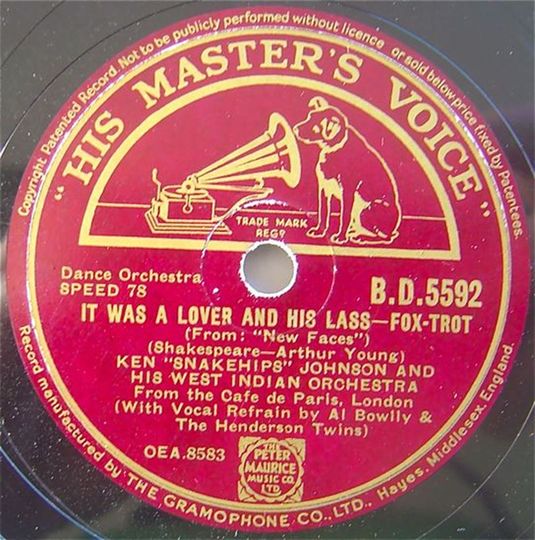 Copyright Patented Record. Not to be publicly performed without licence or sold below price fixed by Patentees.
"HIS MASTER'S VOICE"
TRADE MARK
REGD
Dance Orchestra
SPEED 78
B.D.5592
IT WAS A LOVER AND HIS LASS—FOX-TROT
(From: "New Faces")
(Shakespeare—Arthur Young)
KEN "SNAKEHIPS" JOHNSON AND
HIS WEST INDIAN ORCHESTRA
From the Cafe de Paris, London
(With Vocal Refrain by Al Bowlly &
The Henderson Twins)
OEA.8583
THE
PETER
MAURICE
MUSIC CO.
LTD
Record manufactured by THE GRAMOPHONE CO., LTD., Hayes, Middlesex, England.